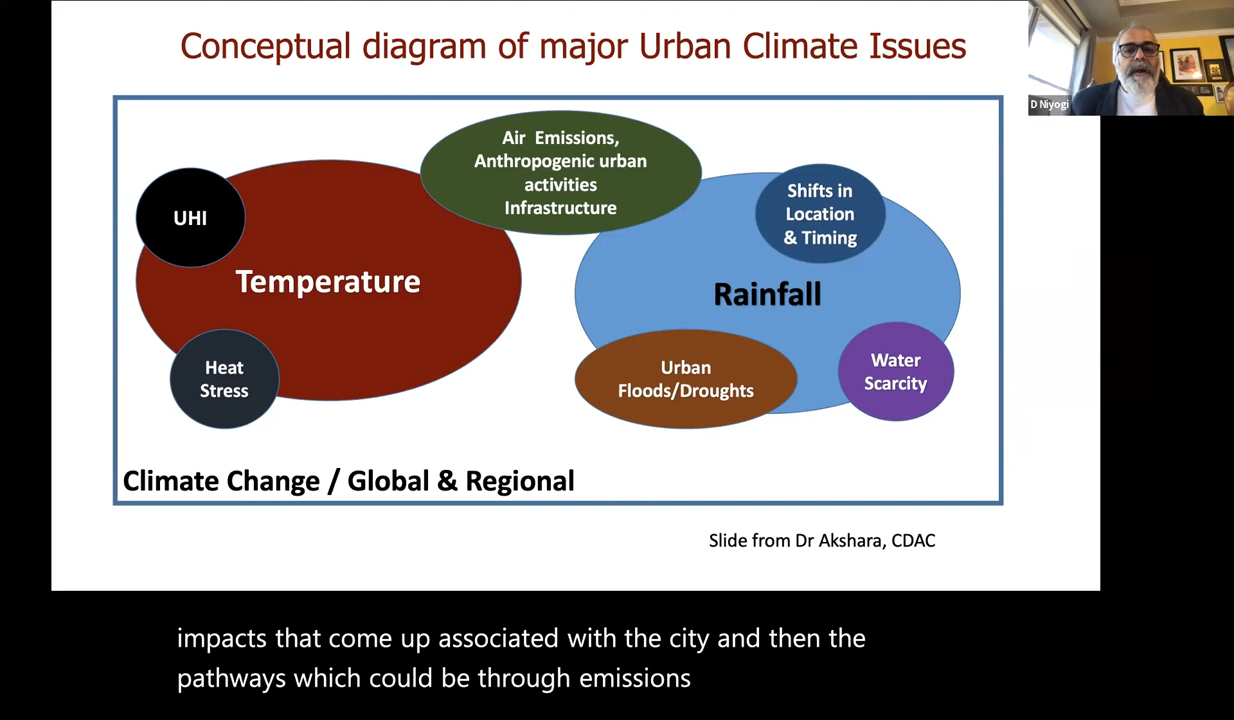 Conceptual diagram of major Urban Climate Issues
D Niyogi
Air Emissions,
Anthropogenic urban
activities
Infrastructure
UHI
Shifts in
Location
& Timing
Temperature
Rainfall
Heat
Stress
Urban
Floods/Droughts
Water
Scarcity
Climate Change / Global & Regional
Slide from Dr Akshara, CDAC
impacts that come up associated with the city and then the
pathways which could be through emissions